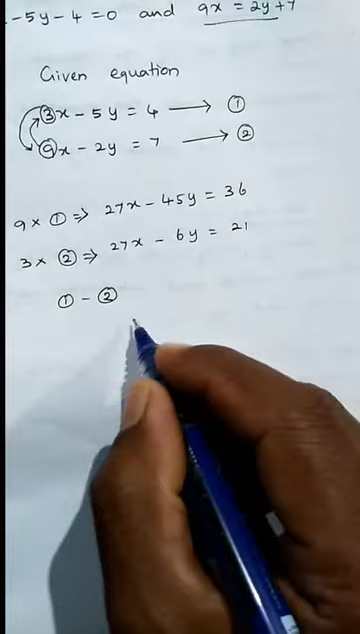 -5y - 4 = 0 and 9x = 2y + 7
Given equation
3x - 5y = 4 → ①
9x - 2y = 7 → ②
9 × ① ⇒ 27x - 45y = 36
3 × ② ⇒ 27x - 6y = 21
① - ②